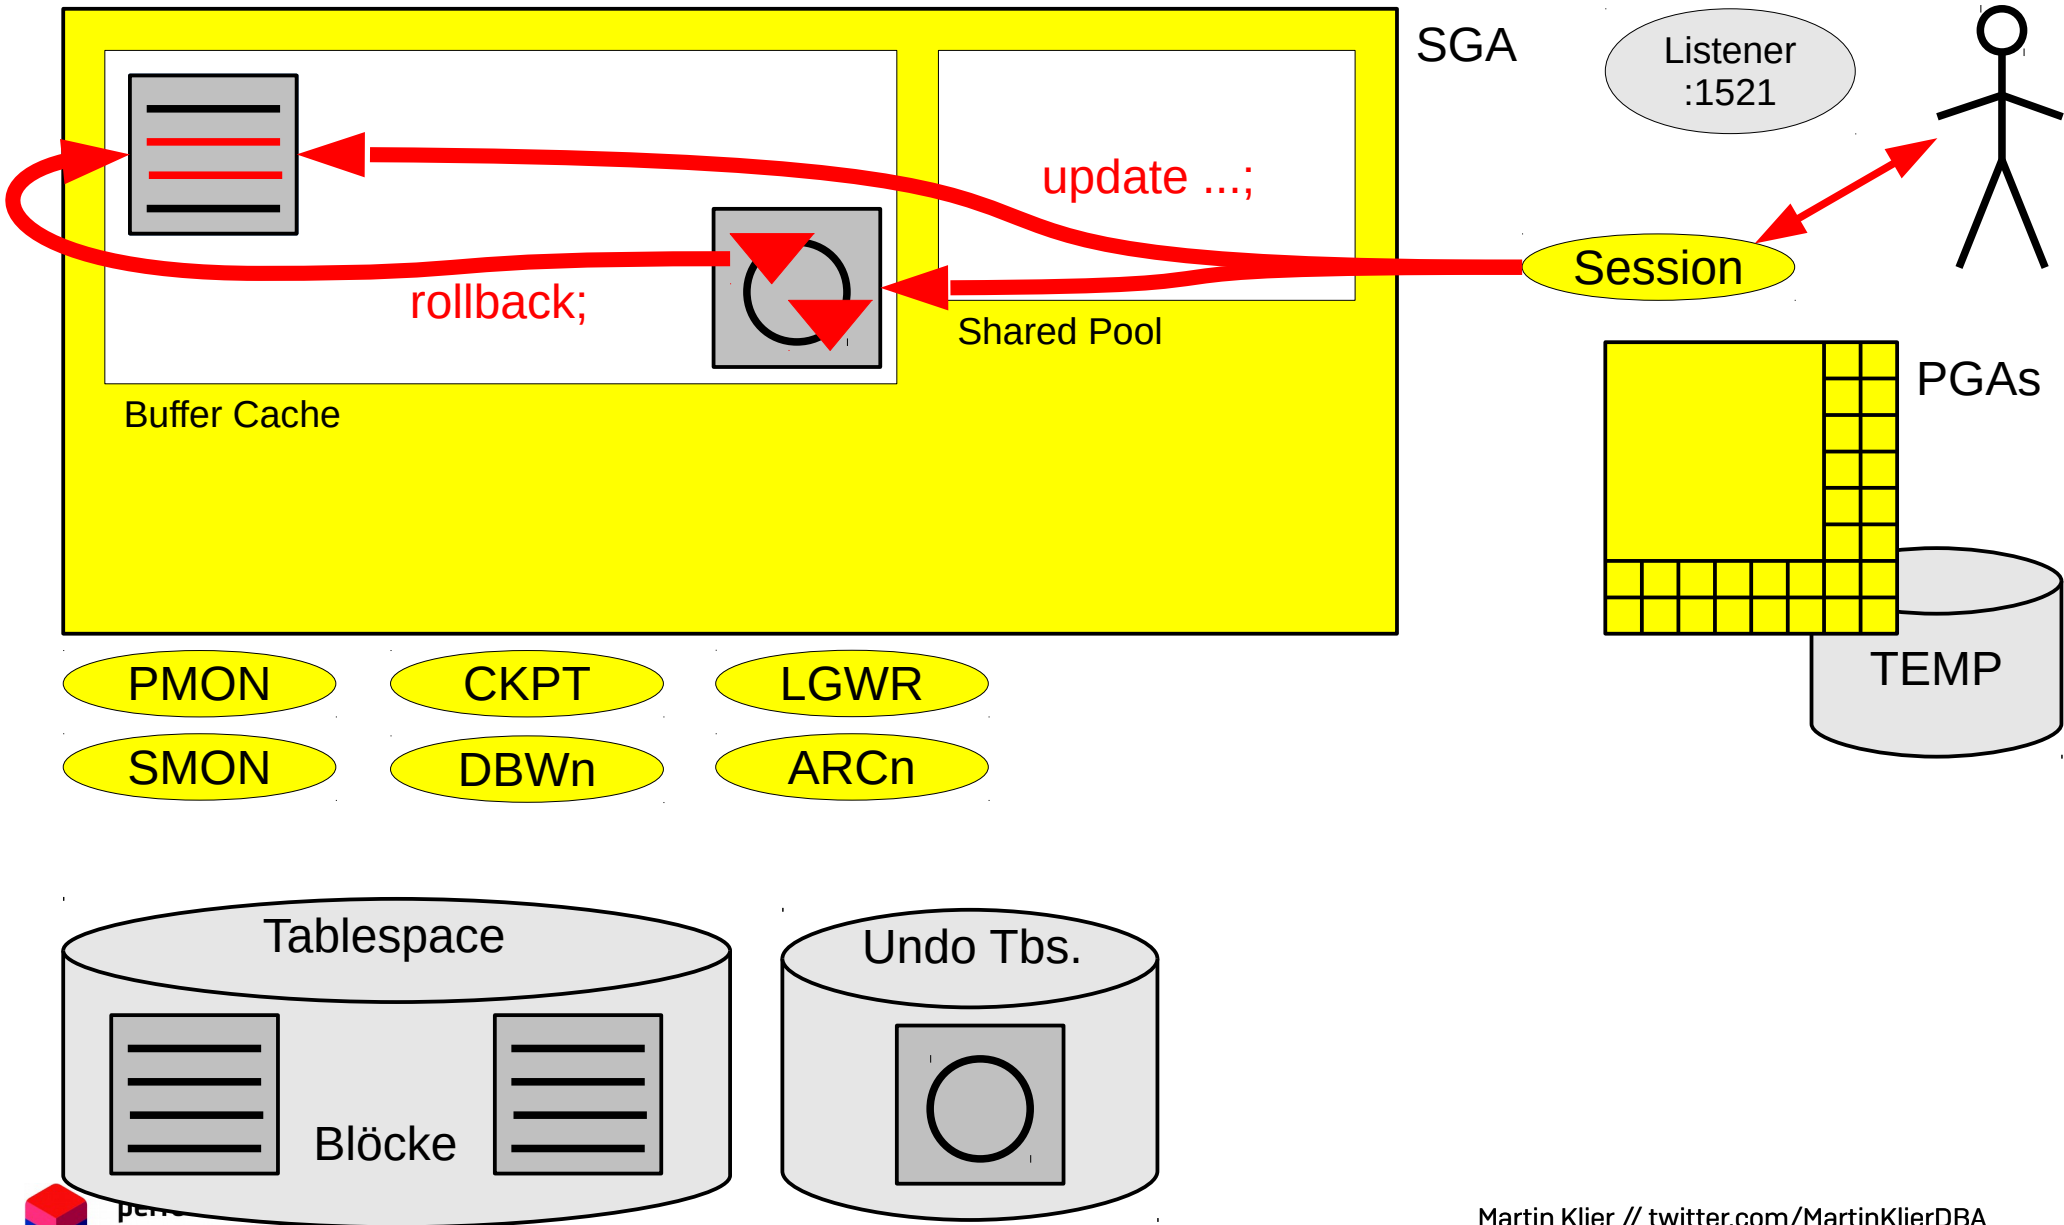 SGA
Listener
:1521
update ...;
Session
rollback;
Shared Pool
PGAs
Buffer Cache
PMON
CKPT
LGWR
TEMP
SMON
DBWn
ARCn
Tablespace
Undo Tbs.
Blöcke
Martin Klier // twitter.com/MartinKlierDBA